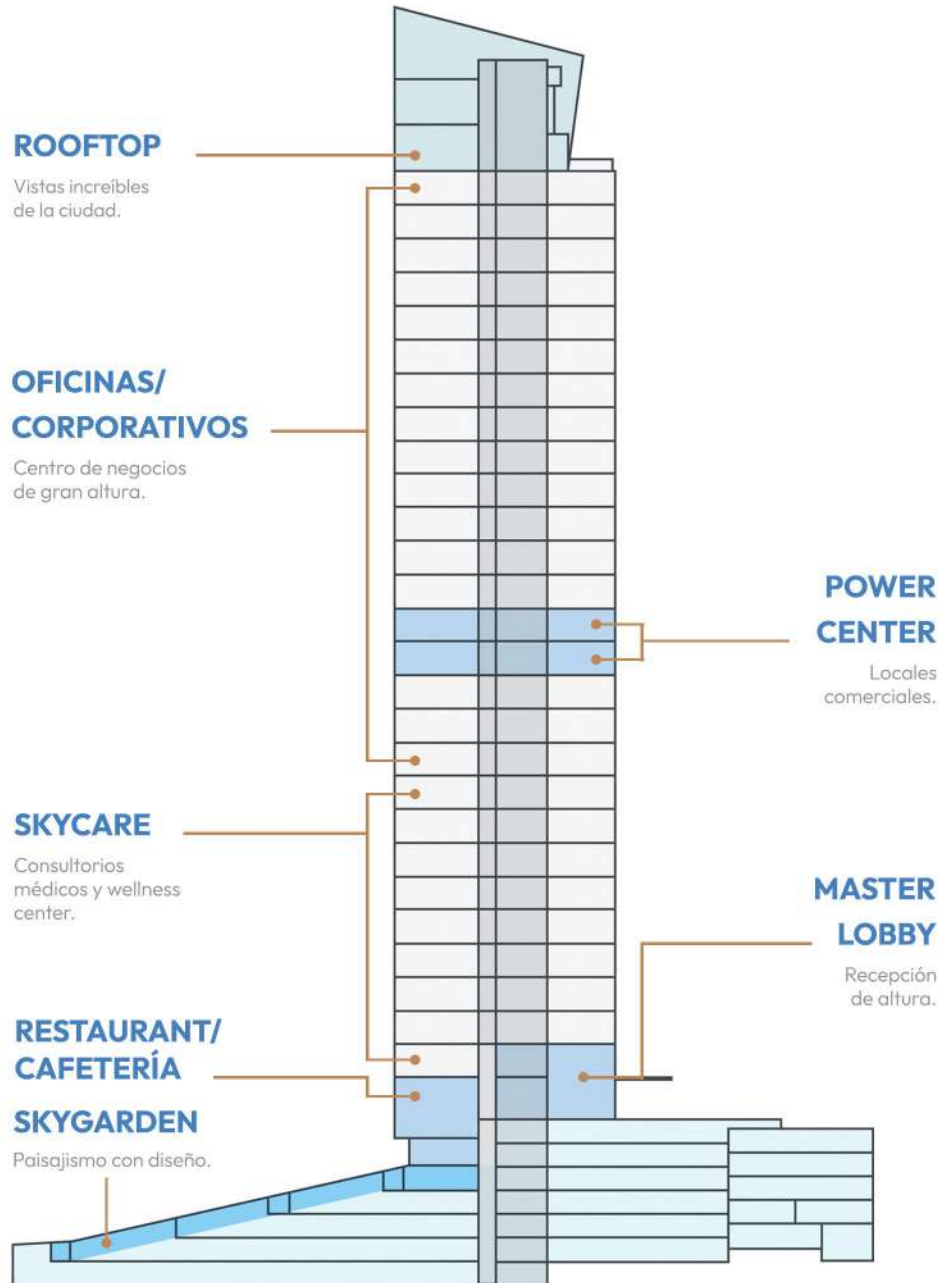 ROOFTOP
Vistas increíbles
de la ciudad.
OFICINAS/
CORPORATIVOS
Centro de negocios
de gran altura.
POWER
CENTER
Locales
comerciales.
SKYCARE
Consultorios
médicos y wellness
center.
MASTER
LOBBY
Recepción
de altura.
RESTAURANT/
CAFETERÍA
SKYGARDEN
Paisajismo con diseño.